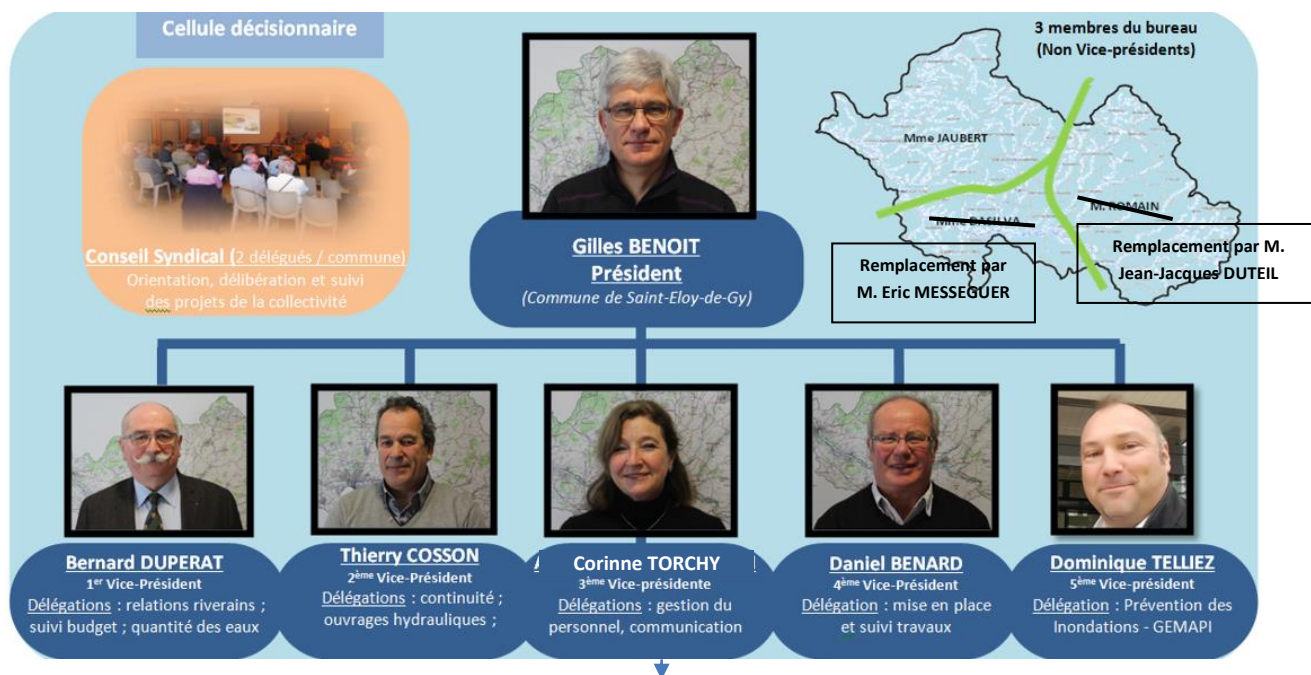 Cellule décisionnaire
3 membres du bureau
(Non Vice-présidents)
Mme JAUBERT
Mme DASILVA
M. ROMAIN
Remplacement par
M. Eric MESSEGUER
Remplacement par M.
Jean-Jacques DUTEIL
Conseil Syndical (2 délégués / commune)
Orientation, délibération et suivi
des projets de la collectivité
Gilles BENOIT
Président
(Commune de Saint-Eloy-de-Gy)
Bernard DUPERAT
1er Vice-Président
Délégations : relations riverains ;
suivi budget ; quantité des eaux
Thierry COSSON
2ème Vice-Président
Délégations : continuité ;
ouvrages hydrauliques ;
Corinne TORCHY
3ème Vice-présidente
Délégations : gestion du
personnel, communication
Daniel BENARD
4ème Vice-Président
Délégation : mise en place
et suivi travaux
Dominique TELLIEZ
5ème Vice-président
Délégation : Prévention des
Inondations - GEMAPI